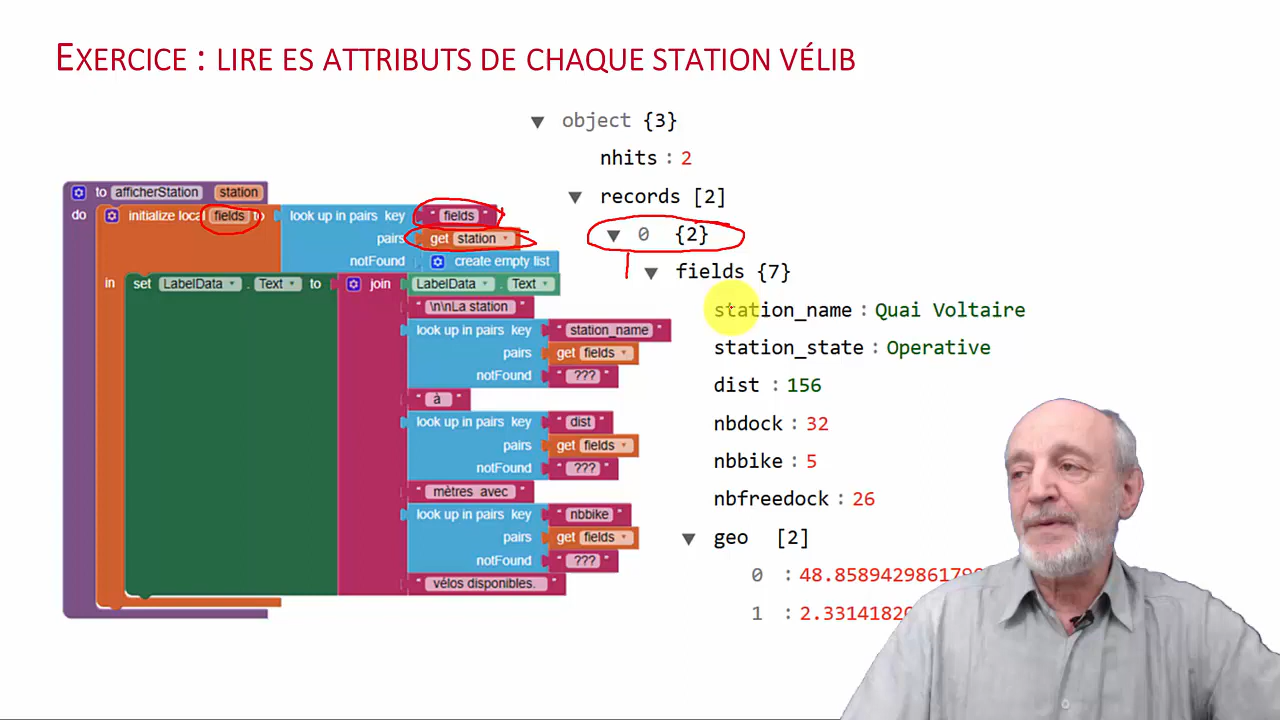 EXERCICE : LIRE ES ATTRIBUTS DE CHAQUE STATION VÉLIB
to afficherStation station
do initialize local fields to look up in pairs key " fields "
pairs get station
notFound create empty list
in set LabelData . Text to join LabelData . Text
" \n\nLa station "
look up in pairs key " station_name "
pairs get fields
notFound " ??? "
" à "
look up in pairs key " dist "
pairs get fields
notFound " ??? "
" mètres avec "
look up in pairs key " nbbike "
pairs get fields
notFound " ??? "
" vélos disponibles. "
object {3}
nhits : 2
records [2]
0 {2}
fields {7}
station_name : Quai Voltaire
station_state : Operative
dist : 156
nbdock : 32
nbbike : 5
nbfreedock : 26
geo [2]
0 : 48.858942986179
1 : 2.3314182